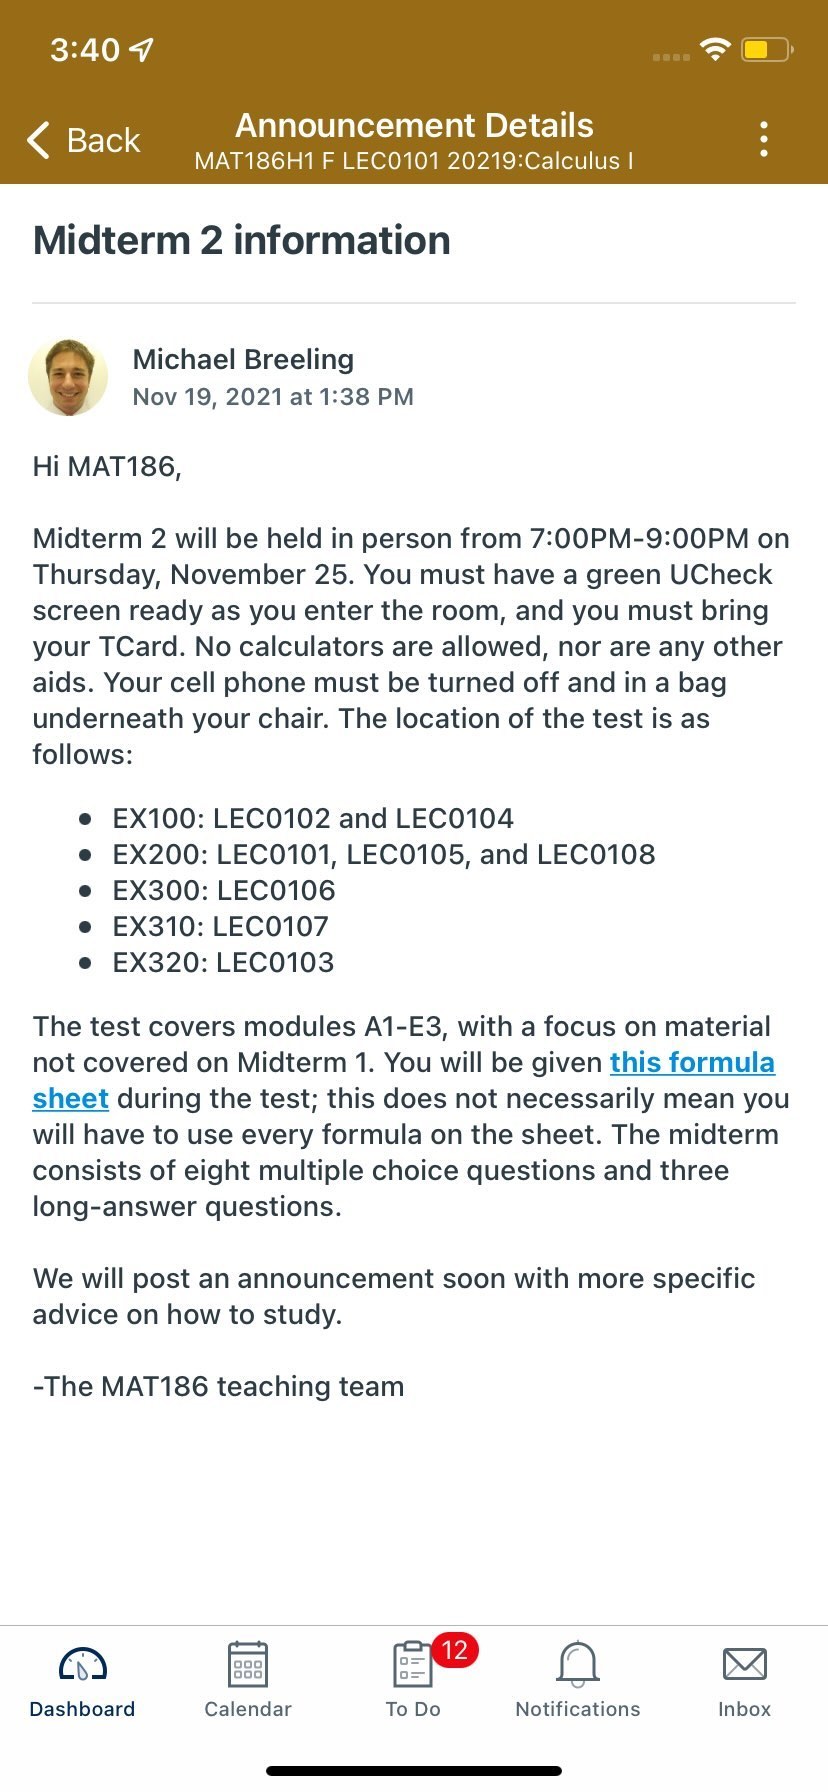 3:40
Back
Announcement Details
MAT186H1 F LEC0101 20219:Calculus I
Midterm 2 information
Michael Breeling
Nov 19, 2021 at 1:38 PM
Hi MAT186,
Midterm 2 will be held in person from 7:00PM-9:00PM on
Thursday, November 25. You must have a green UCheck
screen ready as you enter the room, and you must bring
your TCard. No calculators are allowed, nor are any other
aids. Your cell phone must be turned off and in a bag
underneath your chair. The location of the test is as
follows:
• EX100: LEC0102 and LEC0104
• EX200: LEC0101, LEC0105, and LEC0108
• EX300: LEC0106
• EX310: LEC0107
• EX320: LEC0103
The test covers modules A1-E3, with a focus on material
not covered on Midterm 1. You will be given this formula
sheet during the test; this does not necessarily mean you
will have to use every formula on the sheet. The midterm
consists of eight multiple choice questions and three
long-answer questions.
We will post an announcement soon with more specific
advice on how to study.
-The MAT186 teaching team
12
Dashboard
Calendar
To Do
Notifications
Inbox